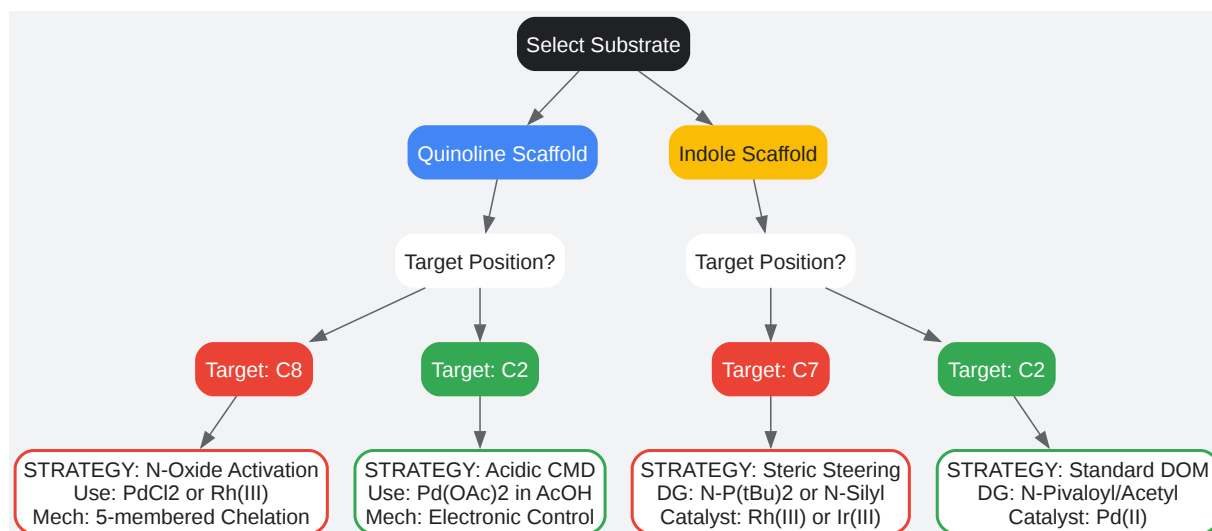 Select Substrate
Quinoline Scaffold
Indole Scaffold
Target Position?
Target Position?
Target: C8
Target: C2
Target: C7
Target: C2
STRATEGY: N-Oxide Activation
Use: PdCl2 or Rh(III)
Mech: 5-membered Chelation
STRATEGY: Acidic CMD
Use: Pd(OAc)2 in AcOH
Mech: Electronic Control
STRATEGY: Steric Steering
DG: N-P(tBu)2 or N-Silyl
Catalyst: Rh(III) or Ir(III)
STRATEGY: Standard DOM
DG: N-Pivaloyl/Acetyl
Catalyst: Pd(II)